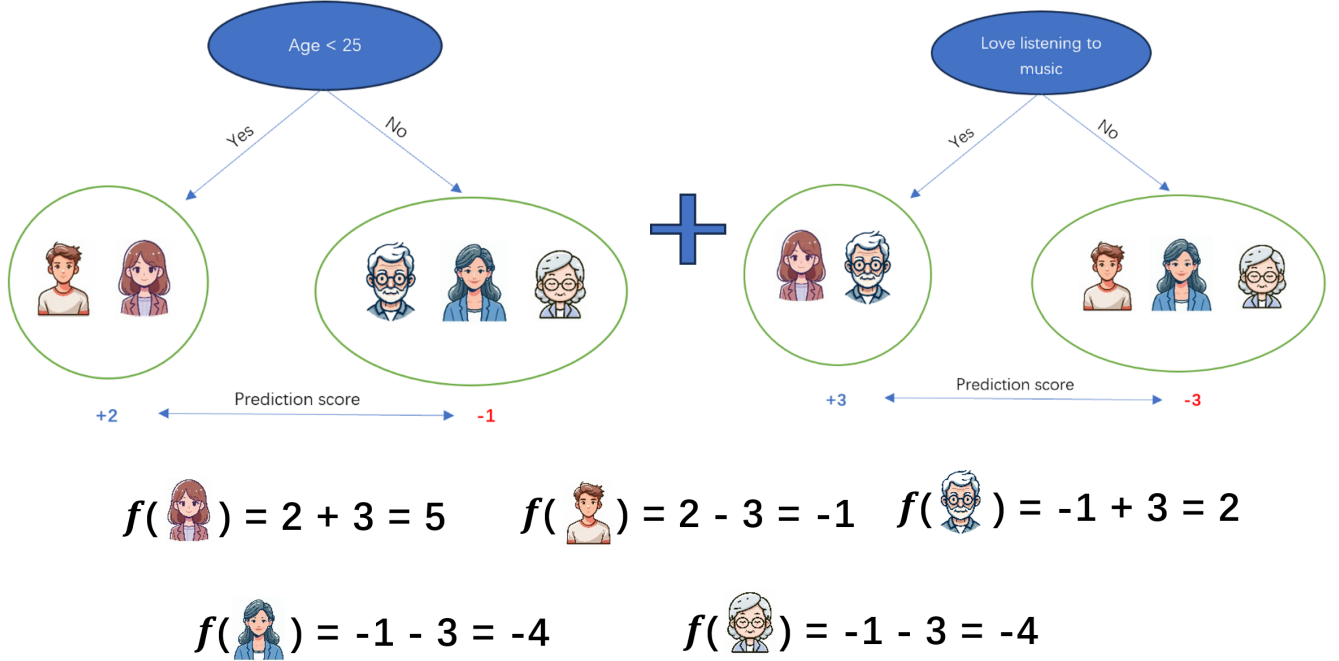 Age < 25
Love listening to
music
Yes
No
Yes
No
Prediction score
+2
-1
Prediction score
+3
-3
f( ) = 2 + 3 = 5
f( ) = 2 - 3 = -1
f( ) = -1 + 3 = 2
f( ) = -1 - 3 = -4
f( ) = -1 - 3 = -4